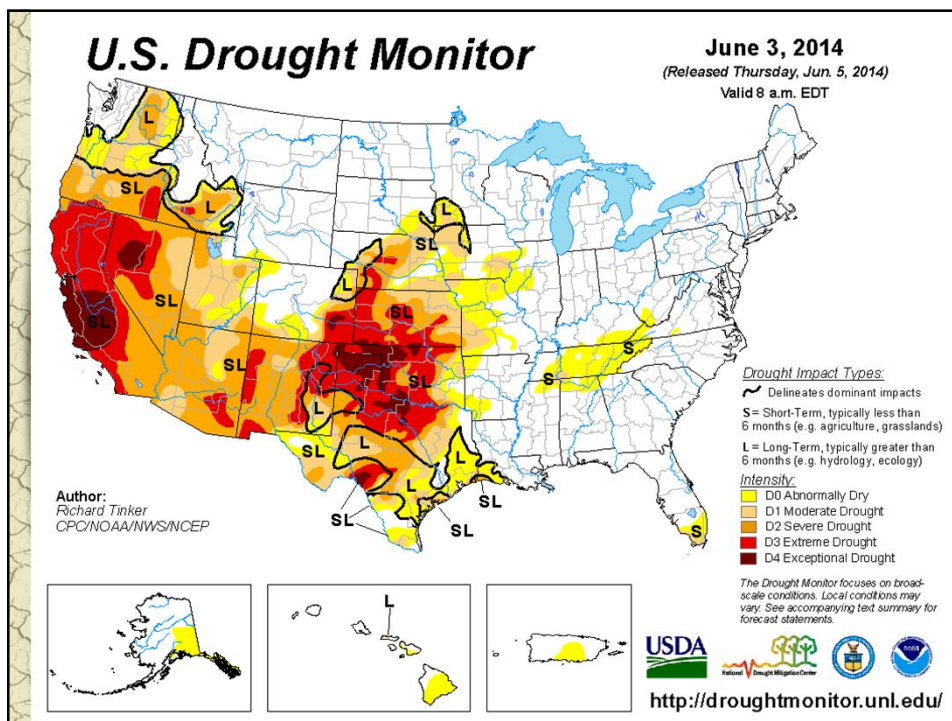 U.S. Drought Monitor
June 3, 2014
(Released Thursday, Jun. 5, 2014)
Valid 8 a.m. EDT
L
SL
L
L
SL
L
SL
SL
SL
SL
SL
S
S
L
SL
L
L
L
SL
SL
SL
S
Drought Impact Types:
Delineates dominant impacts
S = Short-Term, typically less than
6 months (e.g. agriculture, grasslands)
L = Long-Term, typically greater than
6 months (e.g. hydrology, ecology)
Intensity:
D0 Abnormally Dry
D1 Moderate Drought
D2 Severe Drought
D3 Extreme Drought
D4 Exceptional Drought
Author:
Richard Tinker
CPC/NOAA/NWS/NCEP
The Drought Monitor focuses on broad-
scale conditions. Local conditions may
vary. See accompanying text summary for
forecast statements.
L
USDA
National Drought Mitigation Center
http://droughtmonitor.unl.edu/